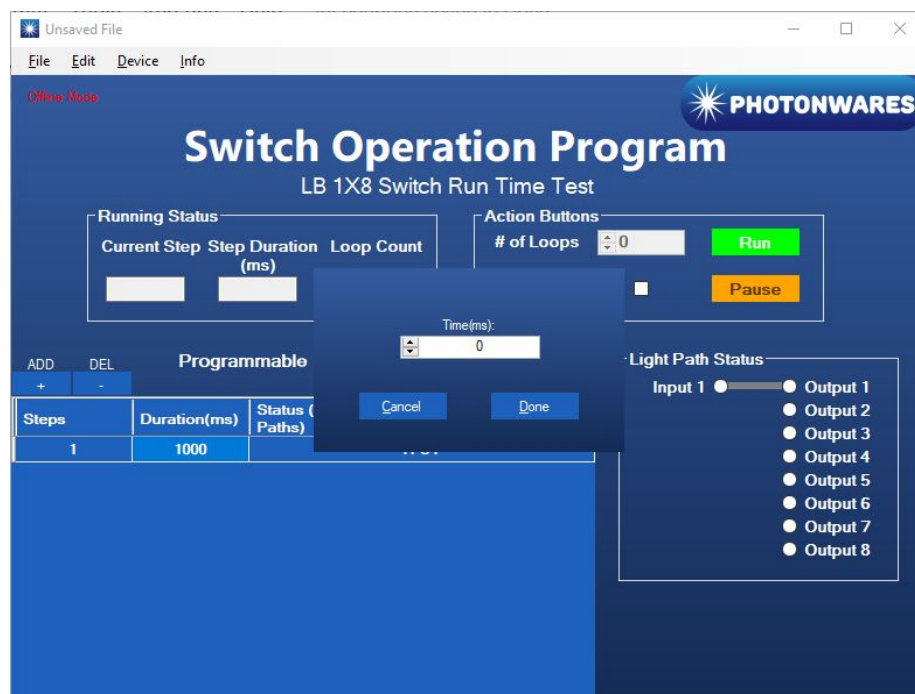 Unsaved File
File Edit Device Info
Offline Mode
PHOTONWARES
Switch Operation Program
LB 1X8 Switch Run Time Test
Running Status
Current Step Step Duration (ms) Loop Count
Action Buttons
# of Loops 0 Run
Pause
Time(ms):
0
Cancel Done
ADD DEL Programmable
+ -
Steps Duration(ms) Status (
Paths)
1 1000
Light Path Status
Input 1 Output 1
Output 2
Output 3
Output 4
Output 5
Output 6
Output 7
Output 8